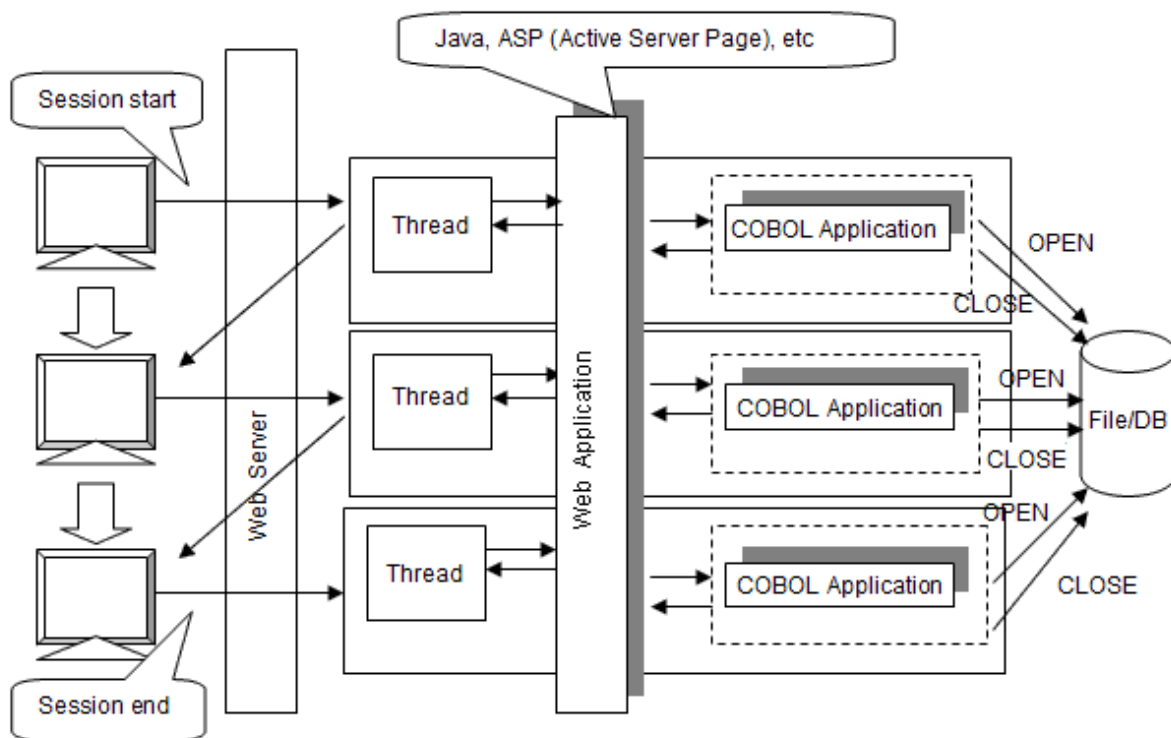 Java, ASP (Active Server Page), etc
Session start
Thread
COBOL Application
OPEN
CLOSE
Thread
COBOL Application
OPEN
CLOSE
File/DB
Web Server
Web Application
Thread
COBOL Application
OPEN
CLOSE
Session end